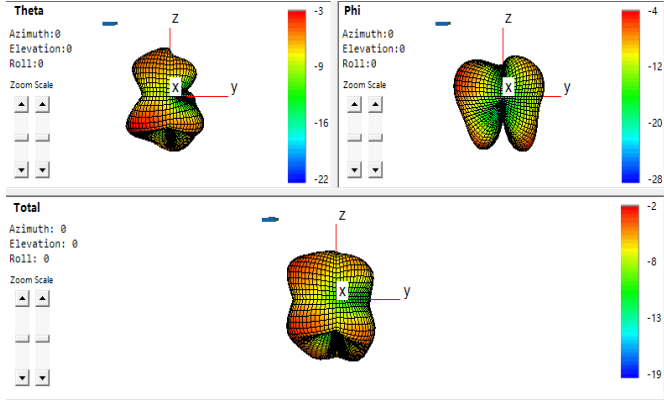 Theta
Azimuth:0
Elevation:0
Roll:0
Zoom Scale
z
y
x
-3
-9
-16
-22
Phi
Azimuth:0
Elevation:0
Roll:0
Zoom Scale
z
y
x
-4
-12
-20
-28
Total
Azimuth: 0
Elevation: 0
Roll: 0
Zoom Scale
z
y
x
-2
-8
-13
-19